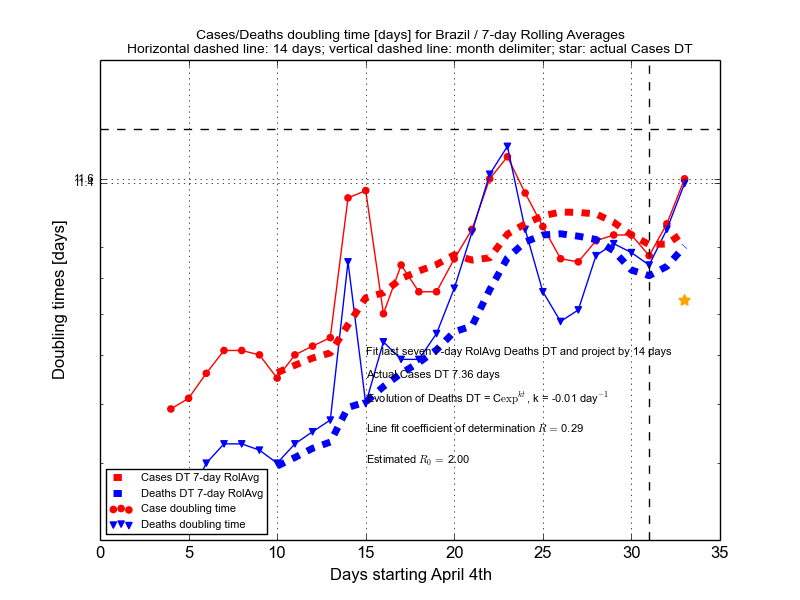 Cases/Deaths doubling time [days] for Brazil / 7-day Rolling Averages
Horizontal dashed line: 14 days; vertical dashed line: month delimiter; star: actual Cases DT
11.6
11.4
Doubling times [days]
Fit last seven 7-day RolAvg Deaths DT and project by 14 days
Actual Cases DT 7.36 days
Evolution of Deaths DT = Cexp^{kt}, k = -0.01 day^{-1}
Line fit coefficient of determination R = 0.29
Estimated R_0 = 2.00
Cases DT 7-day RolAvg
Deaths DT 7-day RolAvg
Case doubling time
Deaths doubling time
0 5 10 15 20 25 30 35
Days starting April 4th